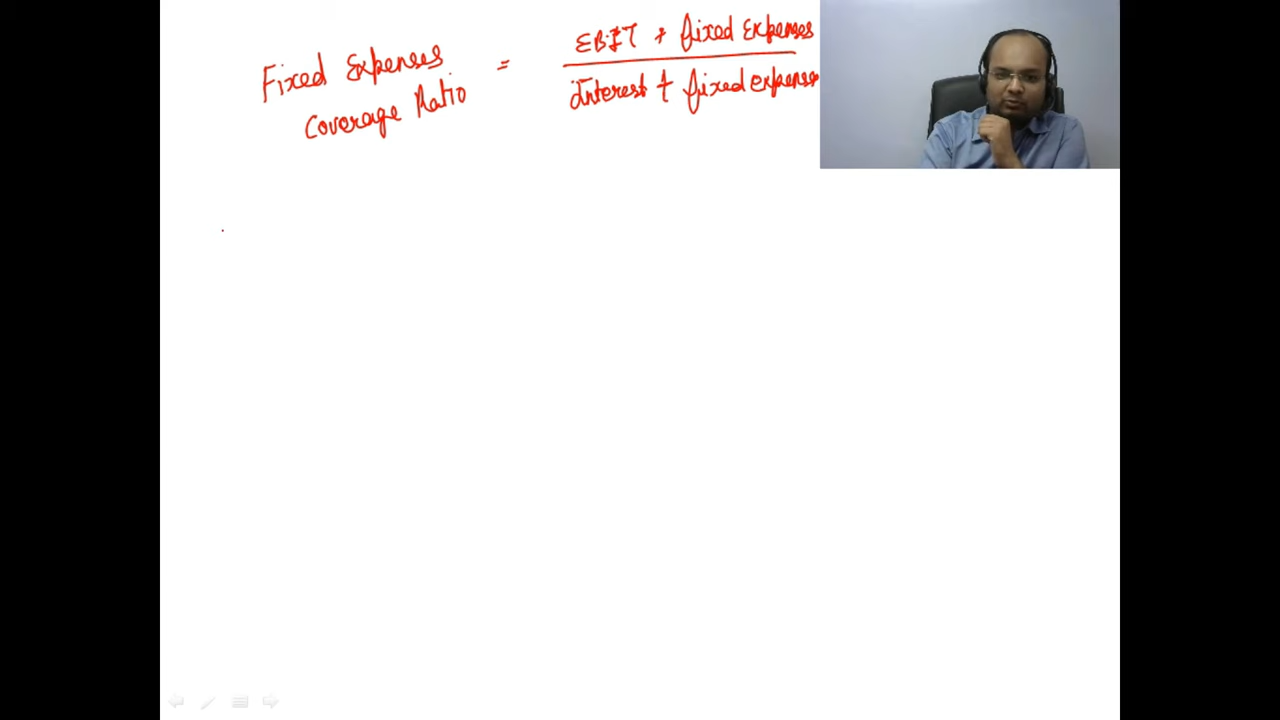 Fixed Expenses = EBIT + fixed expenses
Coverage Ratio interest + fixed expenses